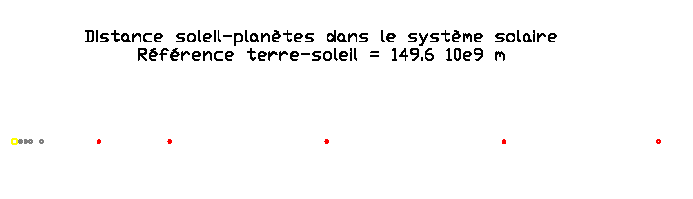 Distance soleil-planètes dans le système solaire
Référence terre-soleil = 149.6 10e9 m